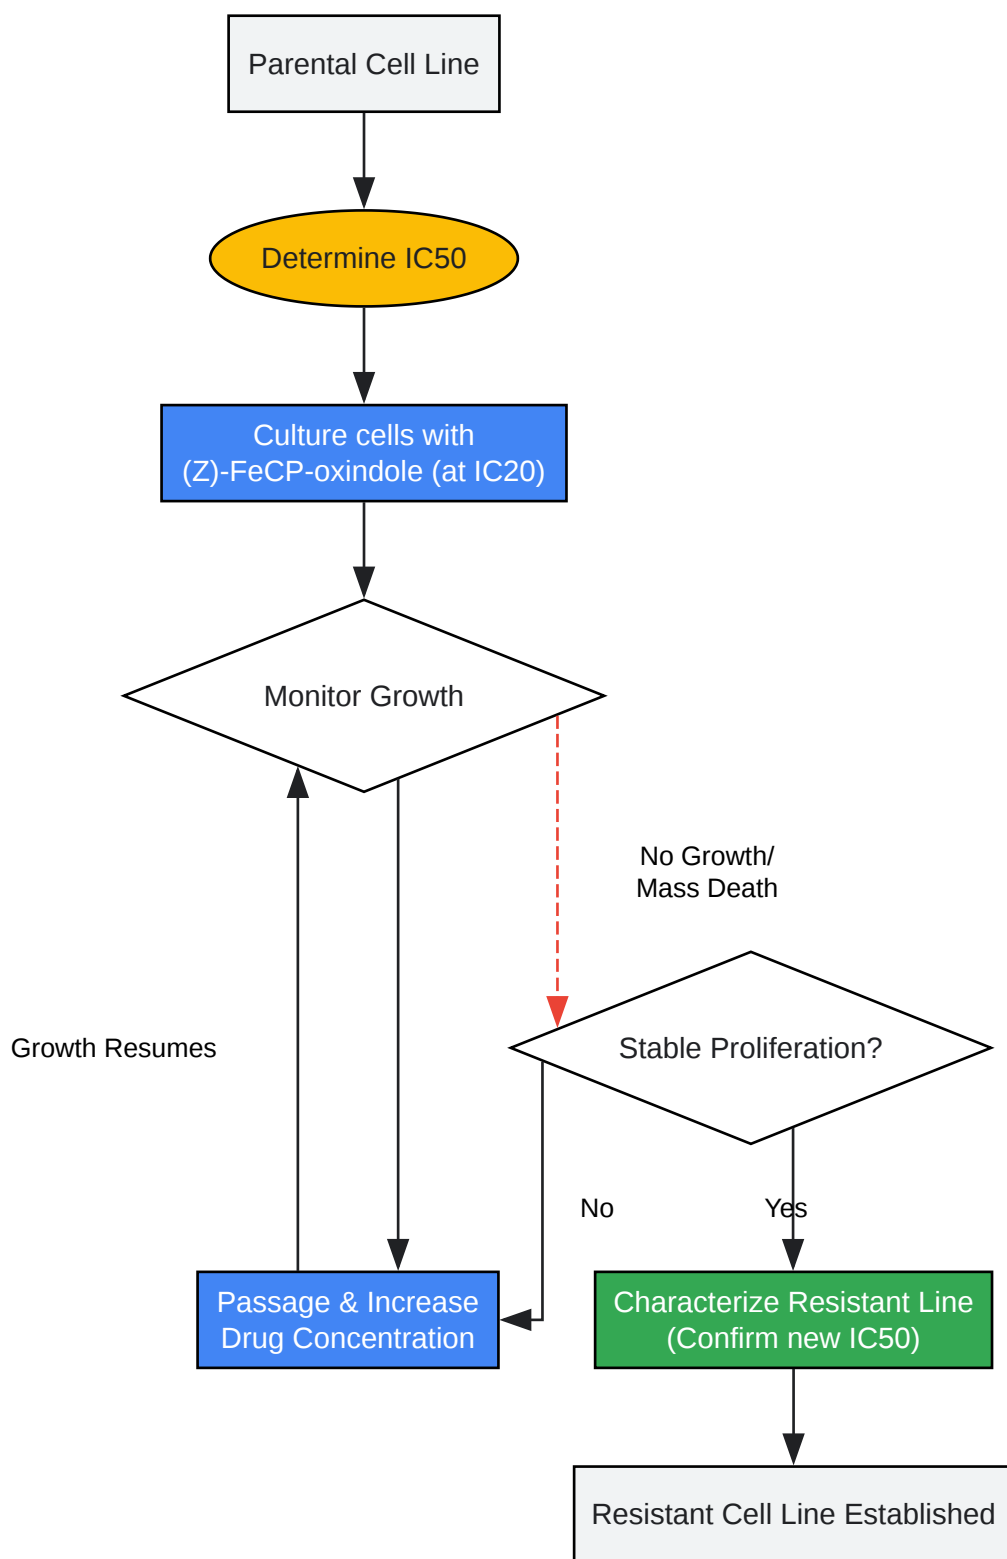 Parental Cell Line
Determine IC50
Culture cells with
(Z)-FeCP-oxindole (at IC20)
Monitor Growth
No Growth/
Mass Death
Growth Resumes
Stable Proliferation?
No
Yes
Passage & Increase
Drug Concentration
Characterize Resistant Line
(Confirm new IC50)
Resistant Cell Line Established